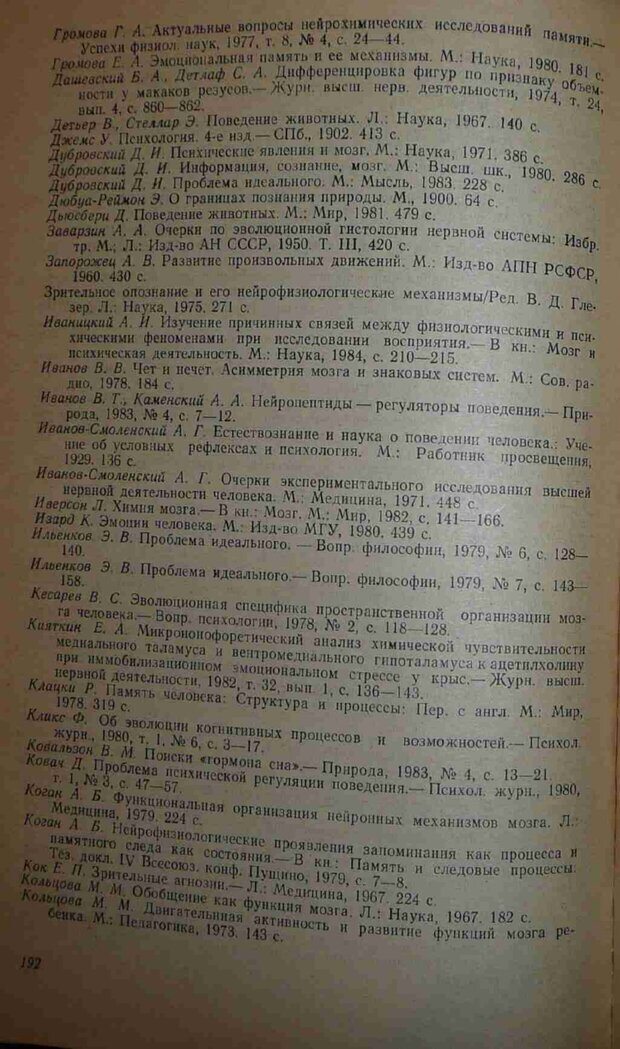 Громова Г. А. Актуальные вопросы нейрохимических исследований памяти.—
Успехи физиол. наук, 1977, т. 8, № 4, с. 24—44.
Громова Е. А. Эмоциональная память и ее механизмы. М.: Наука, 1980. 181 с.
Дашевский Б. А., Детлаф С. А. Дифференцировка фигур по признаку объем-
ности у макаков резусов.— Журн. высш. нерв. деятельности, 1974, т. 24,
вып. 4, с. 860—862.
Детьер В., Стеллар Э. Поведение животных. Л.: Наука, 1967. 140 с.
Джемс У. Психология. 4-е изд.— СПб, 1902. 413 с.
Дубровский Д. И. Психические явления и мозг. М.: Наука, 1971. 386 с.
Дубровский Д. И. Информация, сознание, мозг. М.: Высш. шк., 1980. 286 с.
Дубровский Д. И. Проблема идеального. М.: Мысль, 1983. 228 с.
Дюбуа-Реймон Э. О границах познания природы. М., 1900. 64 с.
Дьюсбери Д. Поведение животных. М.: Мир, 1981. 479 с.
Заварзин А. А. Очерки по эволюционной гистологии нервной системы: Избр.
тр. М.; Л.: Изд-во АН СССР, 1950. Т. III, 420 с.
Запорожец А. В. Развитие произвольных движений. М.: Изд-во АПН РСФСР,
1960. 430 с.
Зрительное опознание и его нейрофизиологические механизмы/Ред. В. Д. Гле-
зер. Л.: Наука, 1975. 271 с.
Иваницкий А. И. Изучение причинных связей между физиологическими и пси-
хическими феноменами при исследовании восприятия.— В кн.: Мозг и
психическая деятельность. М.: Наука, 1984, с. 210—215.
Иванов В. В. Чет и нечет. Асимметрия мозга и знаковых систем. М.: Сов. ра-
дио, 1978. 184 с.
Иванов В. Г., Каменский А. А. Нейропептиды — регуляторы поведения.— При-
рода, 1983, № 4, с. 7—12.
Иванов-Смоленский А. Г. Естествознание и наука о поведении человека.: Уче-
ние об условных рефлексах и психология. М.: Работник просвещения,
1929. 136 с.
Иванов-Смоленский А. Г. Очерки экспериментального исследования высшей
нервной деятельности человека. М.: Медицина, 1971. 448 с.
Иверсон Л. Химия мозга.— В кн.: Мозг. М.: Мир, 1982, с. 141—166.
Изард К. Эмоции человека. М.: Изд-во МГУ, 1980. 439 с.
Ильенков Э. В. Проблема идеального. — Вопр. философии, 1979, № 6, с. 128—
140.
Ильенков Э. В. Проблема идеального.— Вопр. философии, 1979, № 7, с. 143—
158.
Кесарев В. С. Эволюционная специфика пространственной организации моз-
га человека.— Вопр. психологии, 1978, № 2, с. 118—128.
Кияткин Е. А. Микроионофоретический анализ химической чувствительности
медиального таламуса и вентромедиального гипоталамуса к ацетилхолину
при иммобилизационном эмоциональном стрессе у крыс.— Журн. высш.
нервной деятельности, 1982, т. 32, вып. 1, с. 136—143.
Клацки Р. Память человека: Структура и процессы: Пер. с англ. М.: Мир,
1978. 319 с.
Кликс Ф. Об эволюции когнитивных процессов и возможностей.— Психол.
журн., 1980, т. 1, № 6, с. 3—17.
Ковальзон В. М. Поиски «гормона сна».— Природа, 1983, № 4, с. 13—21.
Ковач Д. Проблема психической регуляции поведения.— Психол. журн., 1980,
т. 1, № 3, с. 47—57.
Коган А. Б. Функциональная организация нейронных механизмов мозга. Л.:
Медицина, 1979. 224 с.
Коган А. Б. Нейрофизиологические проявления запоминания как процесса и
памятного следа как состояния.— В кн.: Память и следовые процессы:
Тез. докл. IV Всесоюз. конф. Пущино, 1979, с. 7—8.
Кок Е. П. Зрительные агнозии.— Л.: Медицина, 1967. 224 с.
Кольцова М. М. Обобщение как функция мозга. Л.: Наука, 1967. 182 с.
Кольцова М. М. Двигательная активность и развитие функций мозга ре-
бенка. М.: Педагогика, 1973. 143 с.
192